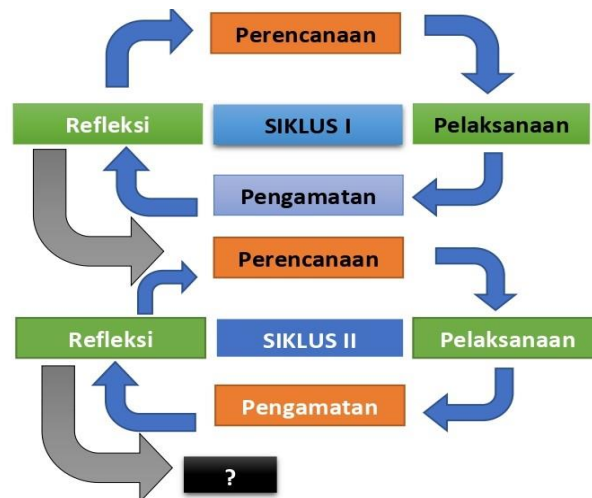 Perencanaan
Refleksi
SIKLUS I
Pelaksanaan
Pengamatan
Perencanaan
Refleksi
SIKLUS II
Pelaksanaan
Pengamatan
?